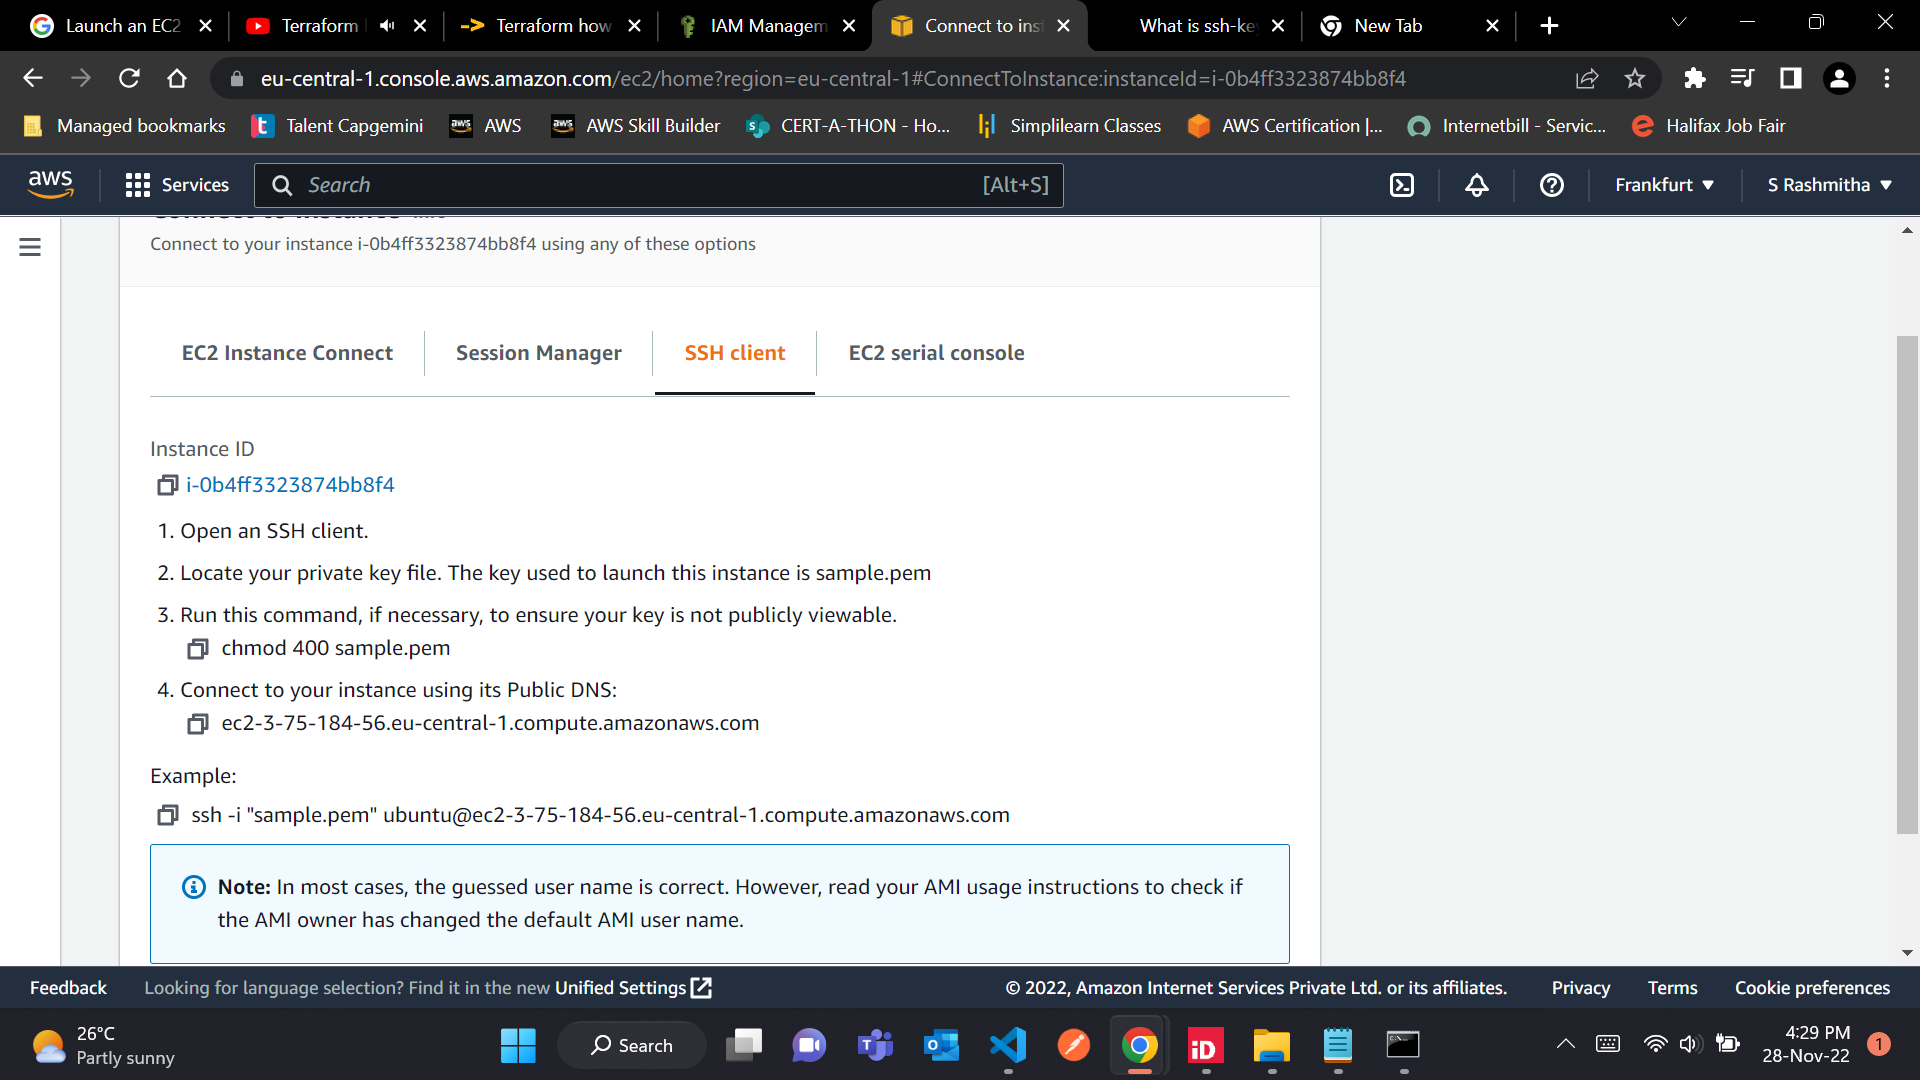 Launch an EC2
Terraform
Terraform how
IAM Managem
Connect to ins
What is ssh-ke
New Tab
eu-central-1.console.aws.amazon.com/ec2/home?region=eu-central-1#ConnectToInstance:instanceId=i-0b4ff3323874bb8f4
Managed bookmarks
Talent Capgemini
AWS
AWS Skill Builder
CERT-A-THON - Ho...
Simplilearn Classes
AWS Certification |...
Internetbill - Servic...
Halifax Job Fair
aws
Services
Search
[Alt+S]
Frankfurt
S Rashmitha
Connect to your instance i-0b4ff3323874bb8f4 using any of these options
EC2 Instance Connect
Session Manager
SSH client
EC2 serial console
Instance ID
i-0b4ff3323874bb8f4
1. Open an SSH client.
2. Locate your private key file. The key used to launch this instance is sample.pem
3. Run this command, if necessary, to ensure your key is not publicly viewable.
chmod 400 sample.pem
4. Connect to your instance using its Public DNS:
ec2-3-75-184-56.eu-central-1.compute.amazonaws.com
Example:
ssh -i "sample.pem" ubuntu@ec2-3-75-184-56.eu-central-1.compute.amazonaws.com
Note: In most cases, the guessed user name is correct. However, read your AMI usage instructions to check if
the AMI owner has changed the default AMI user name.
Feedback
Looking for language selection? Find it in the new Unified Settings
© 2022, Amazon Internet Services Private Ltd. or its affiliates.
Privacy
Terms
Cookie preferences
26°C
Partly sunny
Search
4:29 PM
28-Nov-22
1